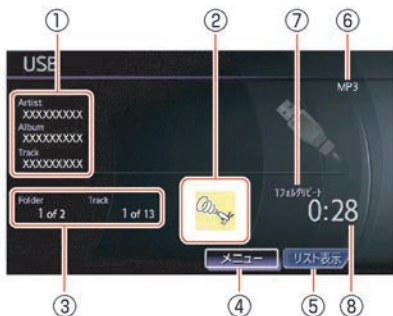 ① ② ⑦ ⑥
USB
MP3
Artist
XXXXXXXXX
Album
XXXXXXXXX
Track
XXXXXXXXX
1フォルダリピート
Folder Track
1 of 2 1 of 13
0:28
メニュー リスト表示
③ ④ ⑤ ⑧